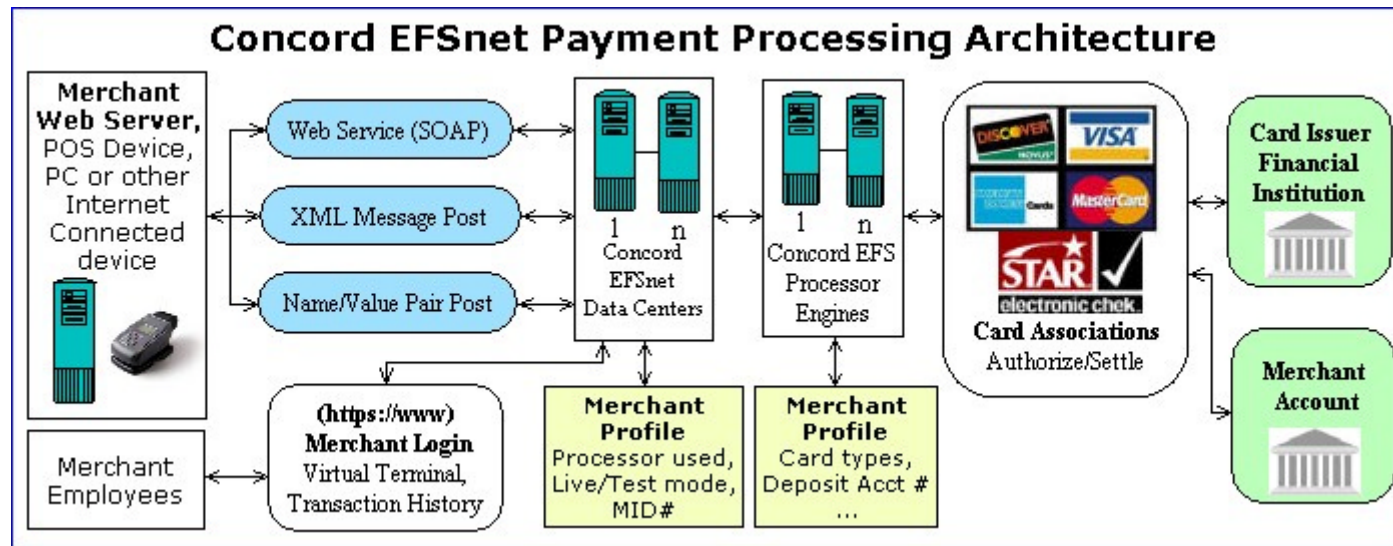 Concord EFSnet Payment Processing Architecture
Merchant
Web Server,
POS Device,
PC or other
Internet
Connected
device
Web Service (SOAP)
XML Message Post
Name/Value Pair Post
1 n
Concord
EFSnet
Data Centers
1 n
Concord EFS
Processor
Engines
DISCOVER
NOVUS
VISA
Cards
MasterCard
STAR
electronic chek
Card Associations
Authorize/Settle
Card Issuer
Financial
Institution
Merchant
Account
Merchant
Employees
(https://www)
Merchant Login
Virtual Terminal,
Transaction History
Merchant
Profile
Processor used,
Live/Test mode,
MID#
Merchant
Profile
Card types,
Deposit Acct #
...